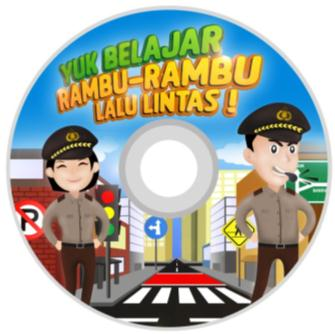 YUK BELAJAR
RAMBU-RAMBU
LALU LINTAS !
P